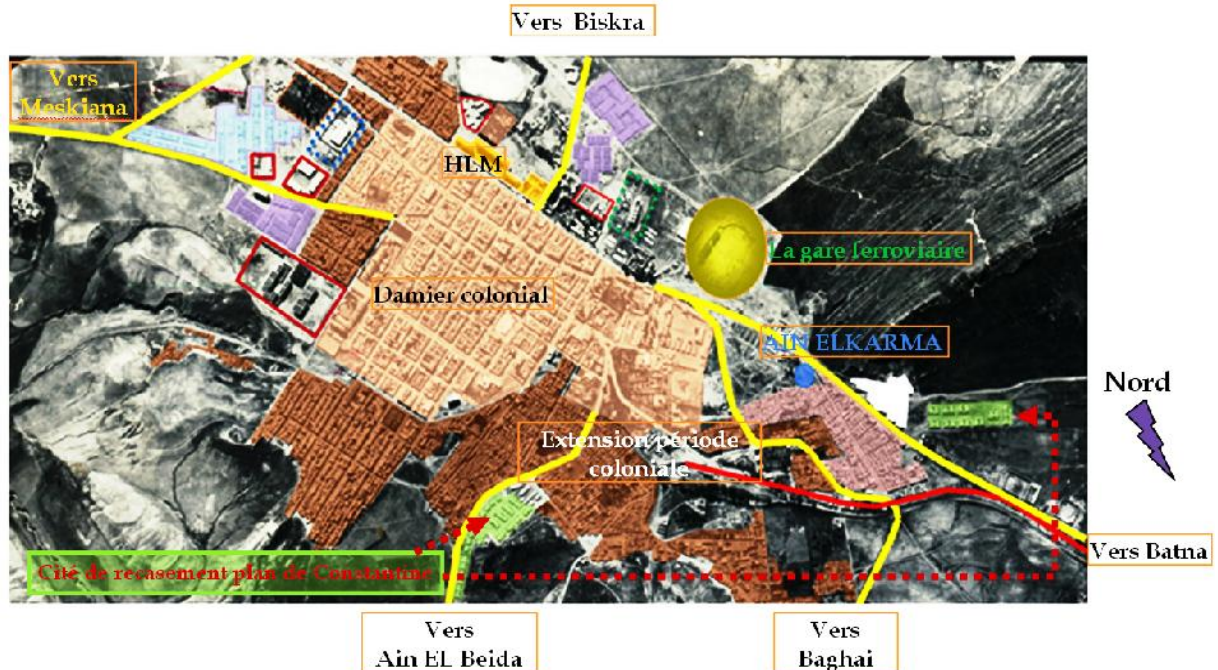 Vers Biskra
Vers
Meskiana
HLM
La gare ferroviaire
Damier colonial
AIN ELKARMA
Nord
Extension période
coloniale
Vers Batna
Cité de recasement plan de Constantine
Vers
Ain EL Beida
Vers
Baghai